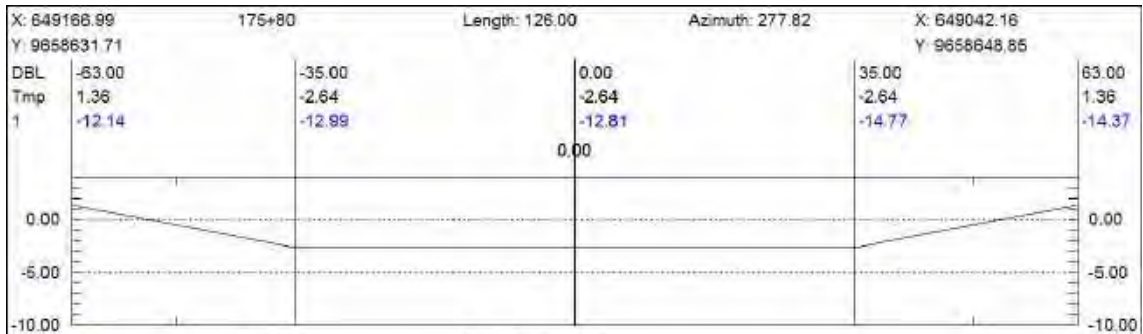 X: 649166.99 175+80 Length: 126.00 Azimuth: 277.82 X: 649042.16
Y: 9658631.71 Y: 9658648.85
DBL -63.00 -35.00 0.00 35.00 63.00
Tmp 1.36 -2.64 -2.64 -2.64 1.36
1 -12.14 -12.99 -12.81 -14.77 -14.37
0.00
0.00 0.00
-5.00 -5.00
-10.00 -10.00